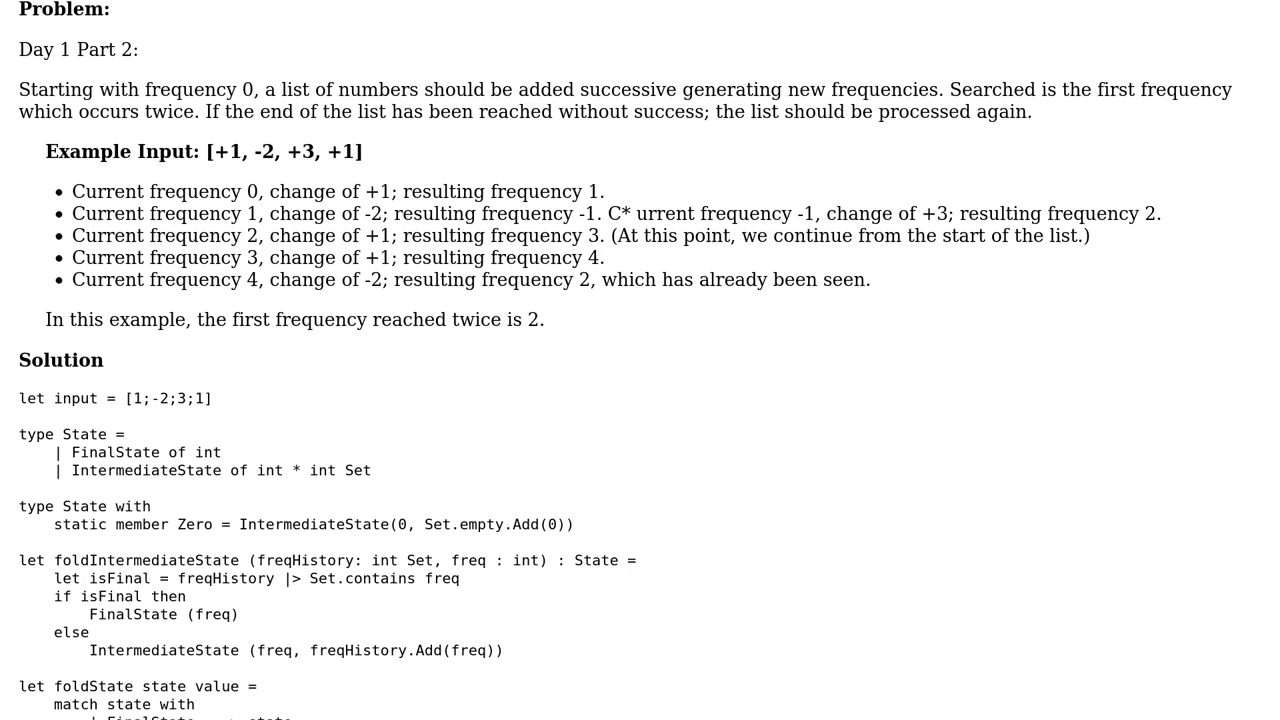 Problem:
Day 1 Part 2:
Starting with frequency 0, a list of numbers should be added successive generating new frequencies. Searched is the first frequency
which occurs twice. If the end of the list has been reached without success; the list should be processed again.
Example Input: [+1, -2, +3, +1]
• Current frequency 0, change of +1; resulting frequency 1.
• Current frequency 1, change of -2; resulting frequency -1. C* urrent frequency -1, change of +3; resulting frequency 2.
• Current frequency 2, change of +1; resulting frequency 3. (At this point, we continue from the start of the list.)
• Current frequency 3, change of +1; resulting frequency 4.
• Current frequency 4, change of -2; resulting frequency 2, which has already been seen.
In this example, the first frequency reached twice is 2.
Solution
let input = [1;-2;3;1]
type State =
    | FinalState of int
    | IntermediateState of int * int Set
type State with
    static member Zero = IntermediateState(0, Set.empty.Add(0))
let foldIntermediateState (freqHistory: int Set, freq : int) : State =
    let isFinal = freqHistory |> Set.contains freq
    if isFinal then
        FinalState (freq)
    else
        IntermediateState (freq, freqHistory.Add(freq))
let foldState state value =
    match state with